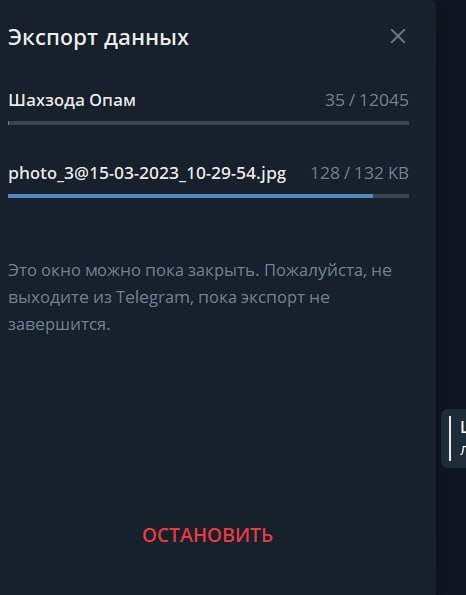 Экспорт данных
Шахзода Опам 35 / 12045
photo_3@15-03-2023_10-29-54.jpg 128 / 132 KB
Это окно можно пока закрыть. Пожалуйста, не
выходите из Telegram, пока экспорт не
завершится.
ОСТАНОВИТЬ